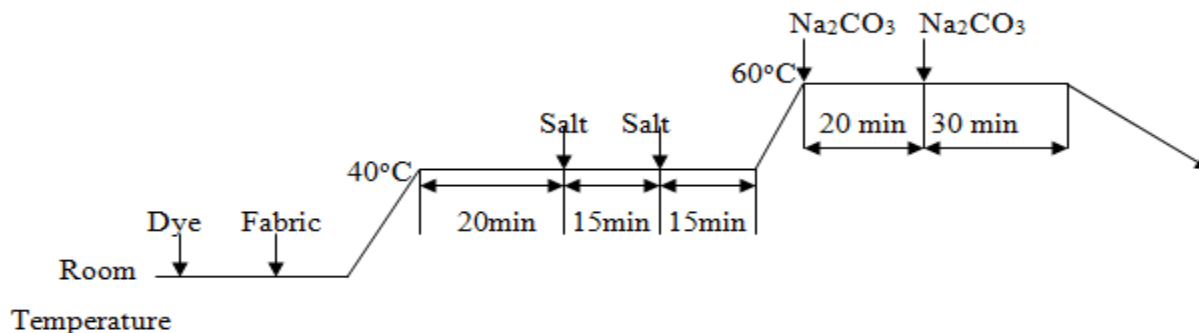 Na₂CO₃ Na₂CO₃
60°C
20 min 30 min
Salt Salt
40°C
20min 15min 15min
Dye Fabric
Room
Temperature